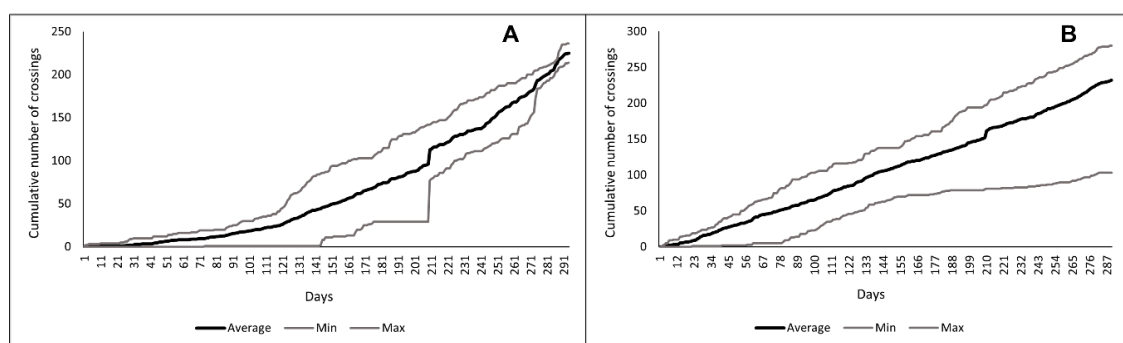 A
Cumulative number of crossings
250
200
150
100
50
0
1 11 21 31 41 51 61 71 81 91 101 111 121 131 141 151 161 171 181 191 201 211 221 231 241 251 261 271 281 291
Days
Average Min Max
B
Cumulative number of crossings
300
250
200
150
100
50
0
1 12 23 34 45 56 67 78 89 100 111 122 133 144 155 166 177 188 199 210 221 232 243 254 265 276 287
Days
Average Min Max